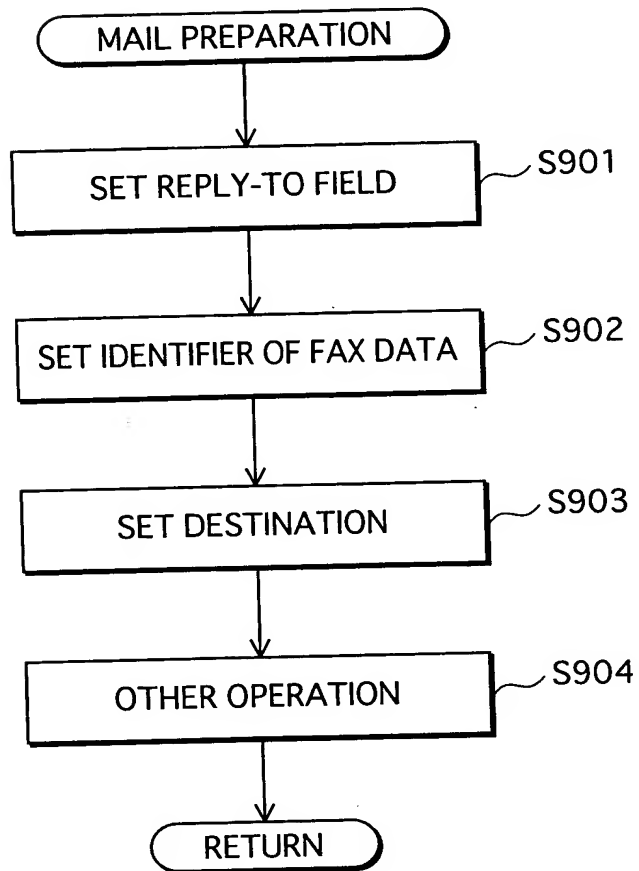 MAIL PREPARATION
SET REPLY-TO FIELD
S901
SET IDENTIFIER OF FAX DATA
S902
SET DESTINATION
S903
OTHER OPERATION
S904
RETURN